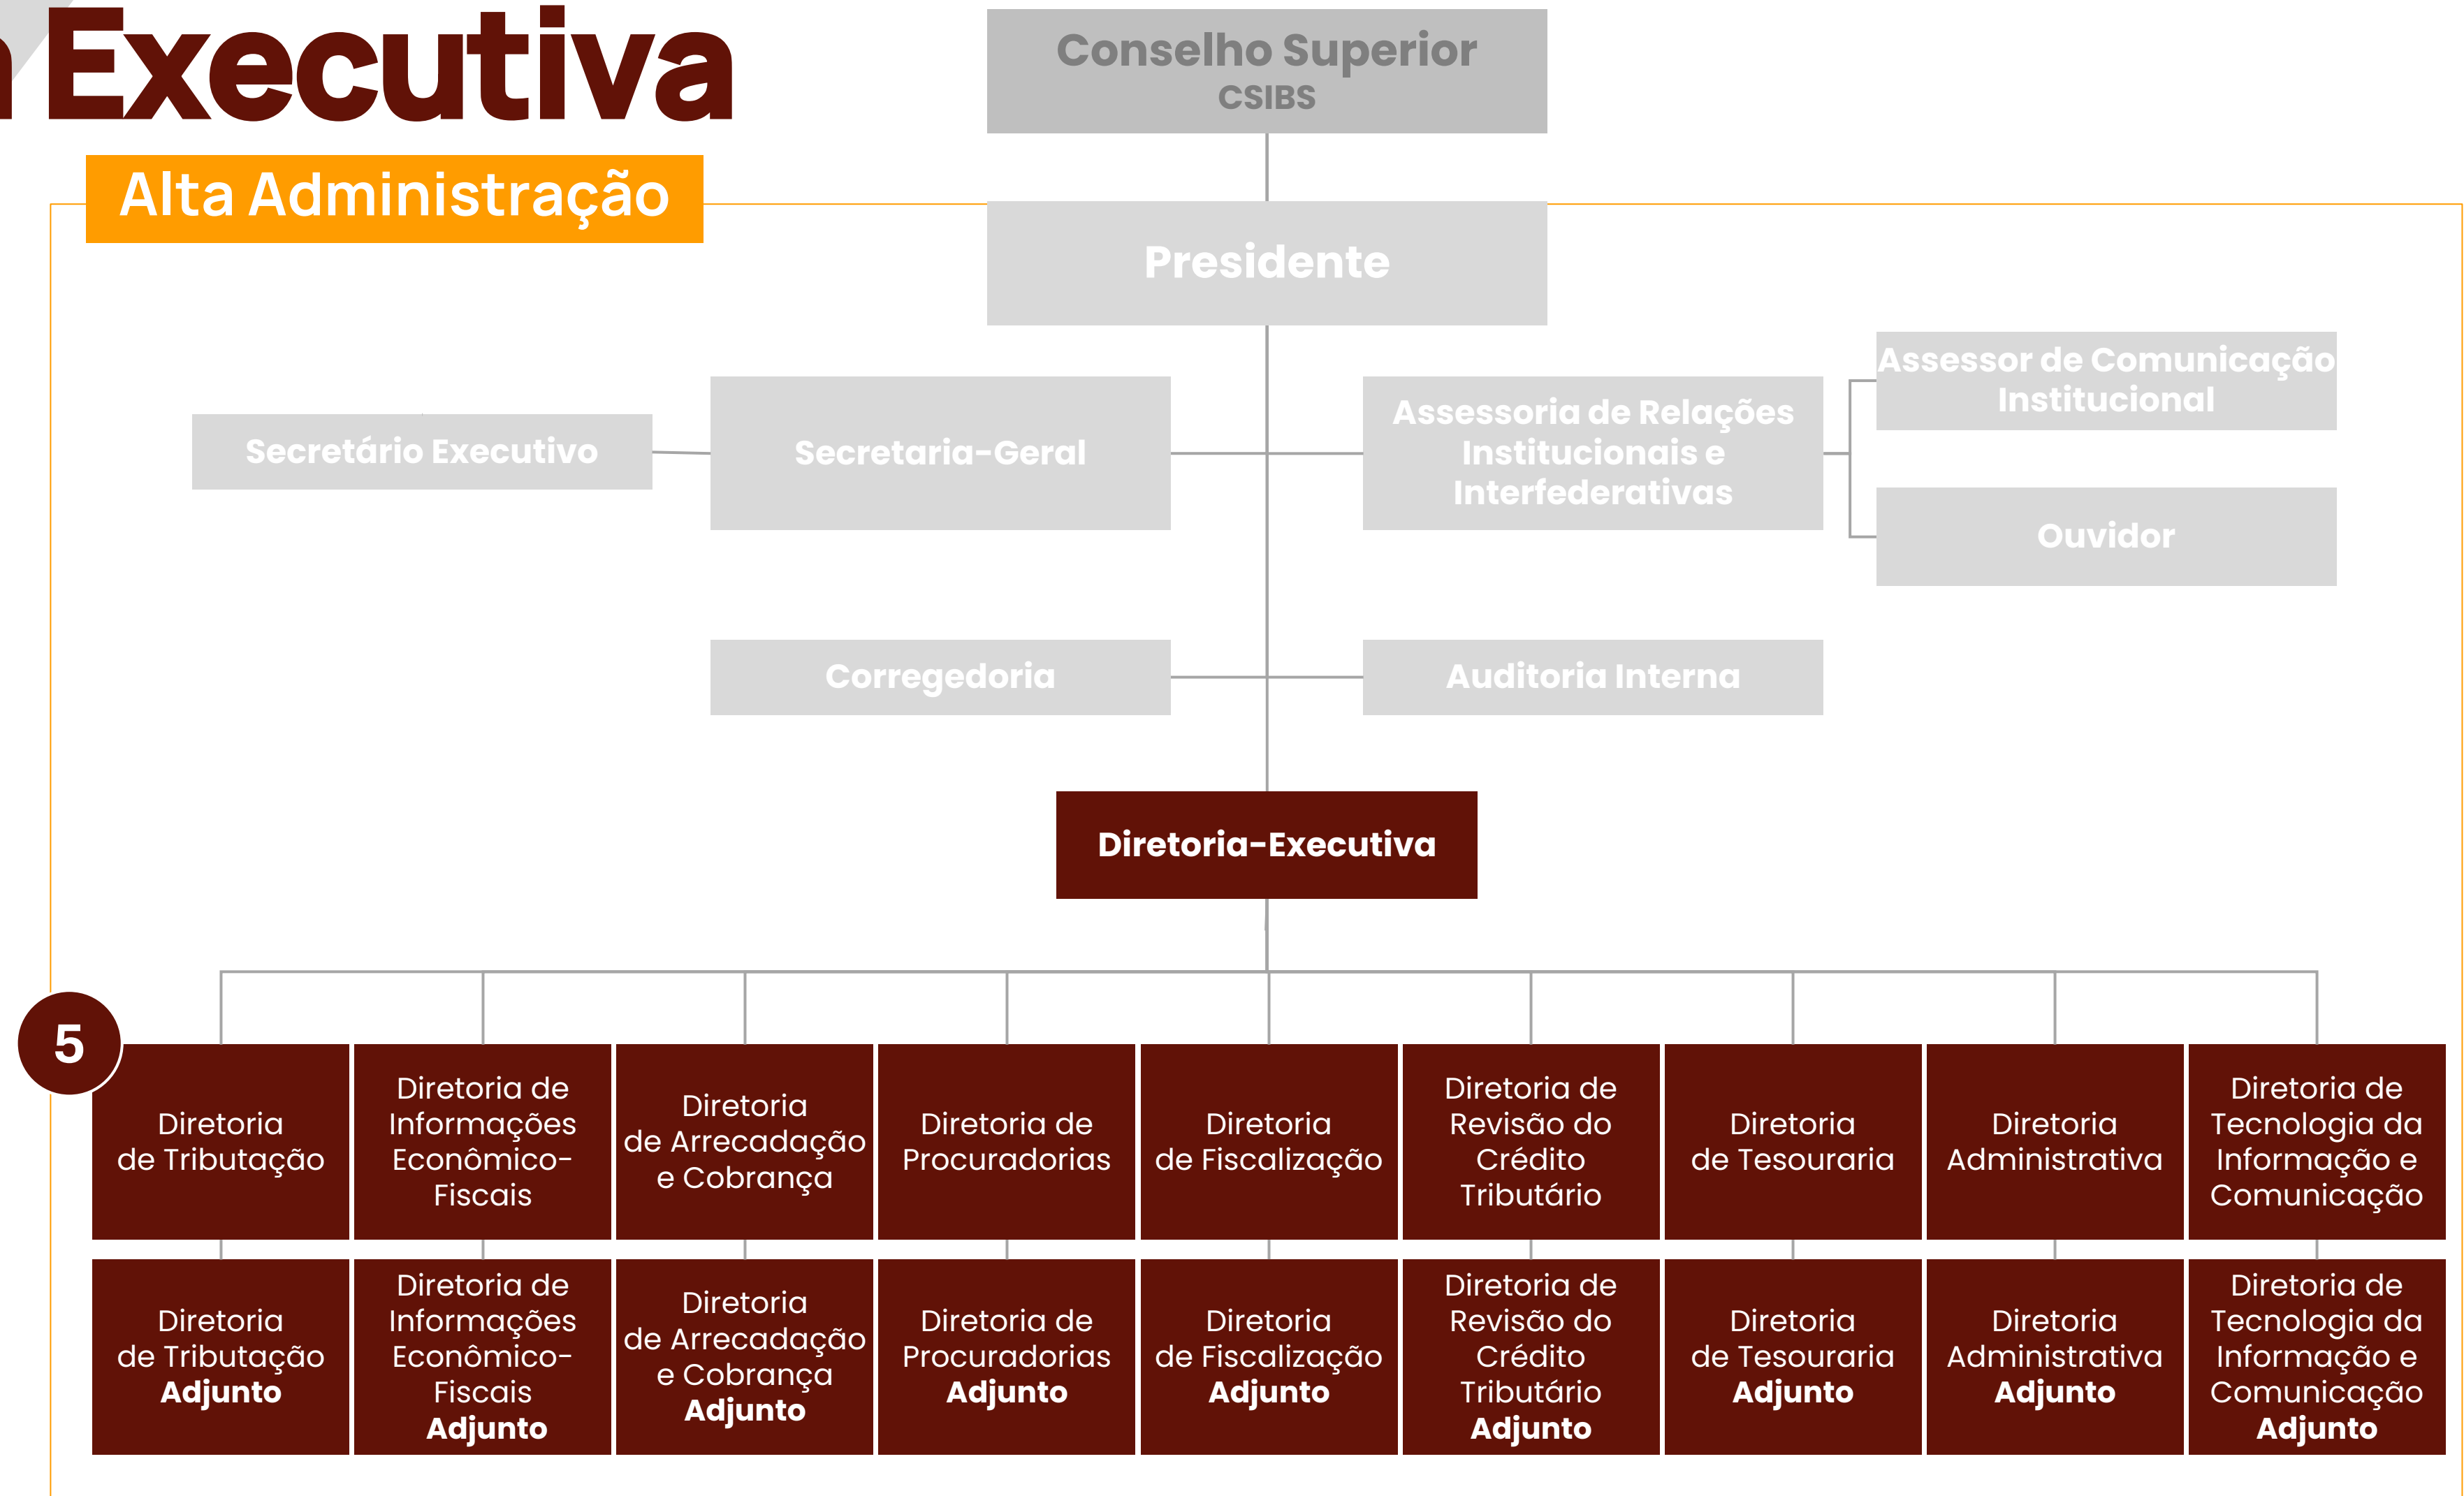 Executiva
Conselho Superior
CSIBS
Alta Administração
Presidente
Secretário Executivo
Secretaria-Geral
Assessoria de Relações
Institucionais e
Interfederativas
Assessor de Comunicação
Institucional
Ouvidor
Corregedoria
Auditoria Interna
Diretoria-Executiva
5
Diretoria
de Tributação
Diretoria de
Informações
Econômico-
Fiscais
Diretoria
de Arrecadação
e Cobrança
Diretoria de
Procuradorias
Diretoria
de Fiscalização
Diretoria de
Revisão do
Crédito
Tributário
Diretoria
de Tesouraria
Diretoria
Administrativa
Diretoria de
Tecnologia da
Informação e
Comunicação
Diretoria
de Tributação
Adjunto
Diretoria de
Informações
Econômico-
Fiscais
Adjunto
Diretoria
de Arrecadação
e Cobrança
Adjunto
Diretoria de
Procuradorias
Adjunto
Diretoria
de Fiscalização
Adjunto
Diretoria de
Revisão do
Crédito
Tributário
Adjunto
Diretoria
de Tesouraria
Adjunto
Diretoria
Administrativa
Adjunto
Diretoria de
Tecnologia da
Informação e
Comunicação
Adjunto